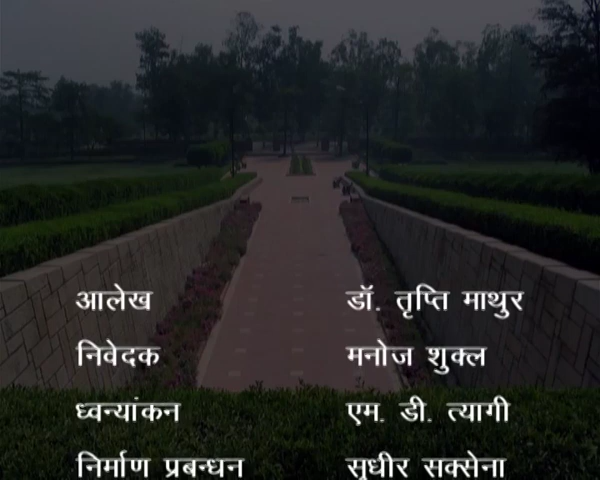 आलेख डॉ. तृप्ति माथुर
निवेदक मनोज शुक्ल
ध्वन्यांकन एम. डी. त्यागी
निर्माण प्रबन्धन सुधीर सक्सेना